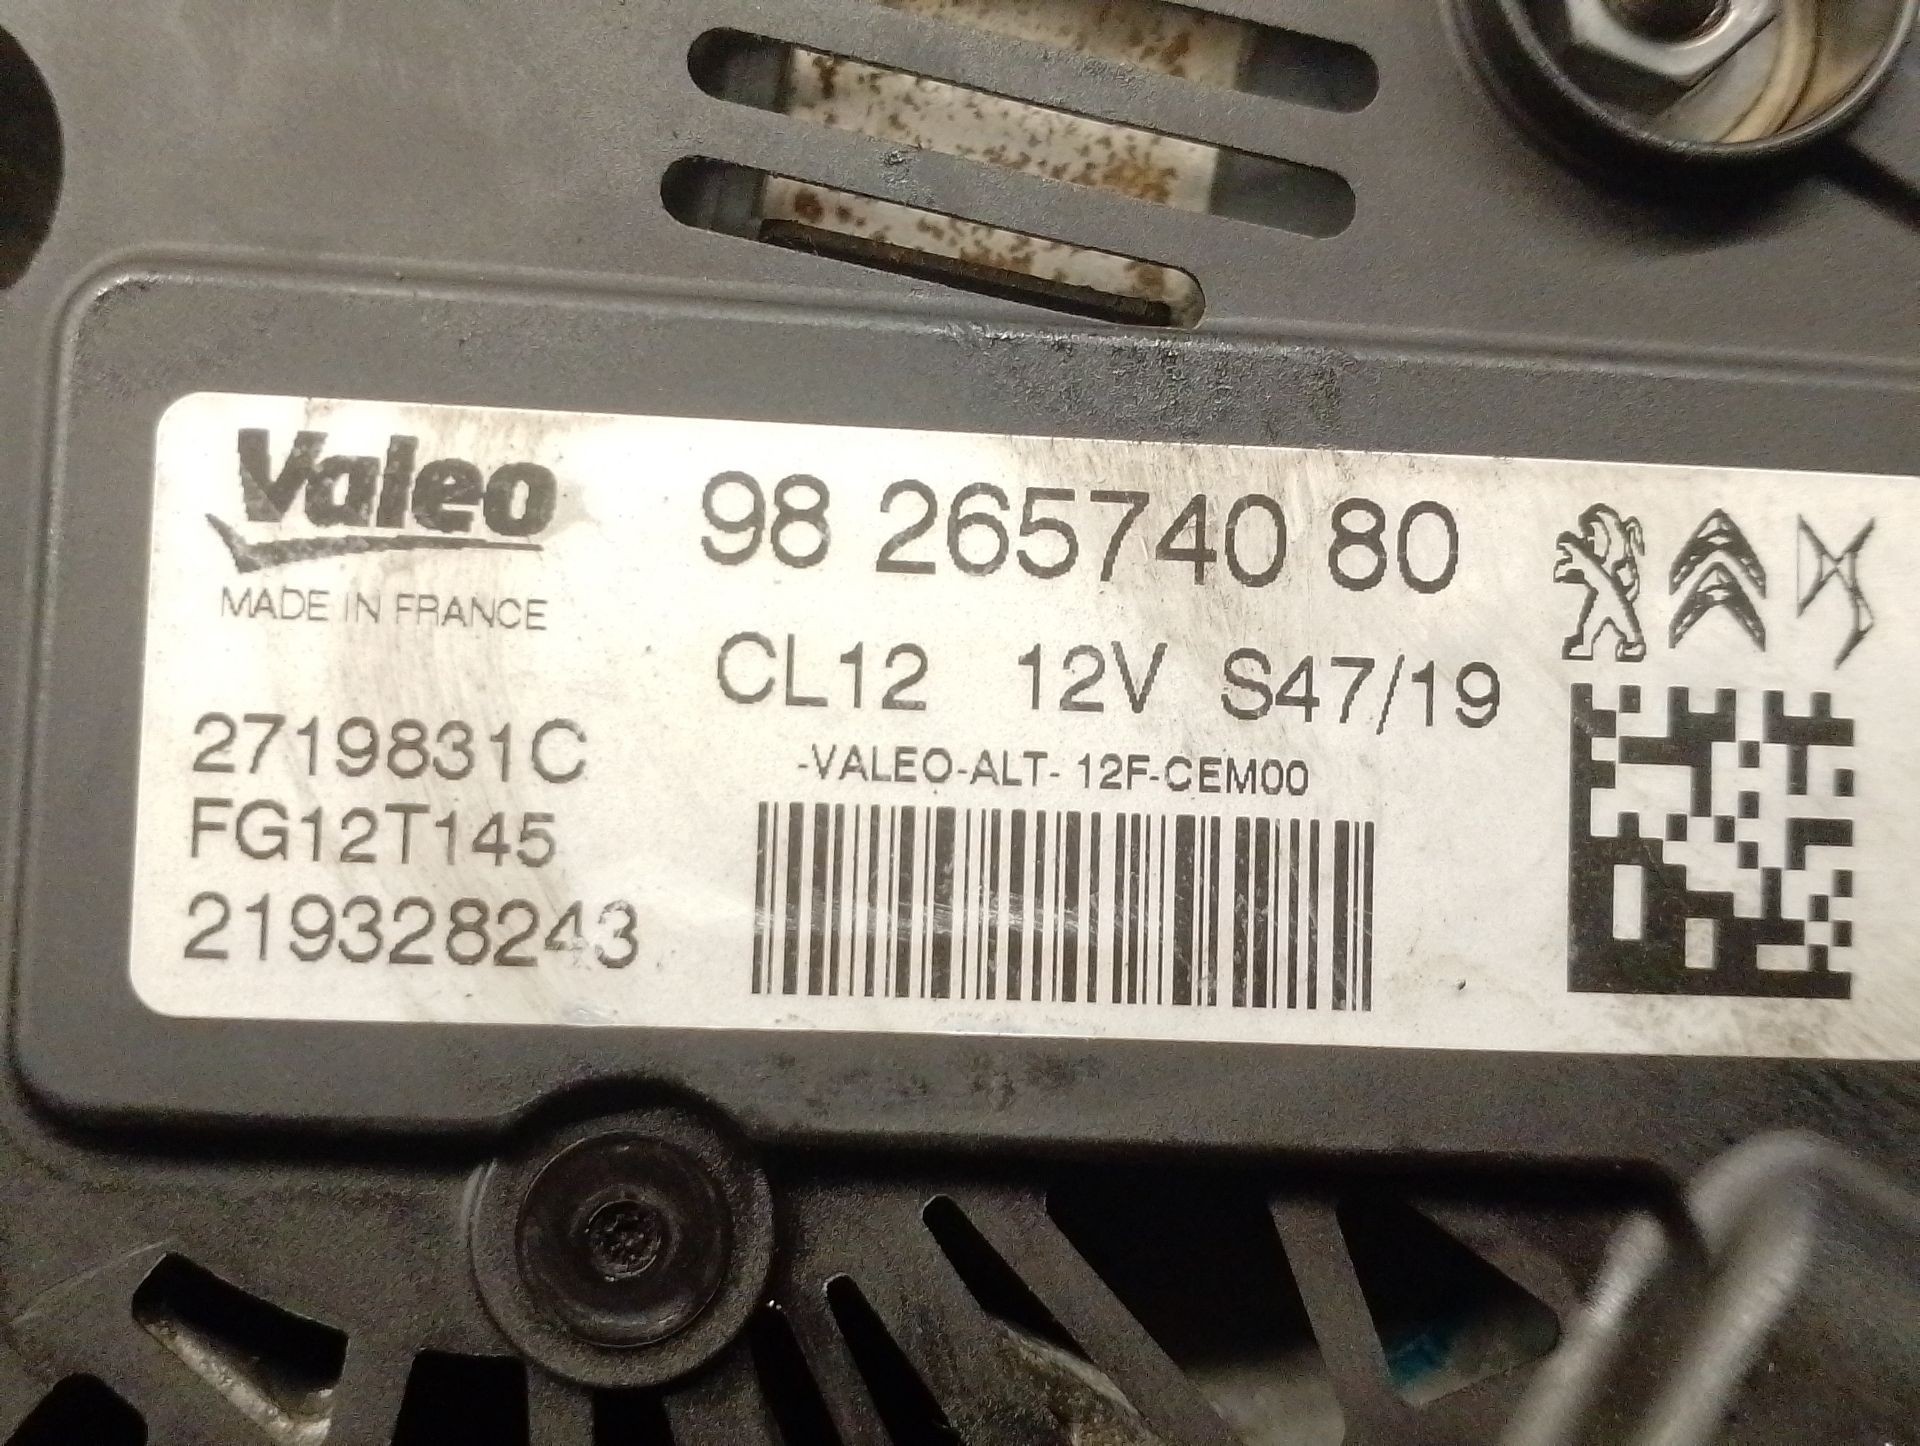 Valeo
MADE IN FRANCE
98 265740 80
CL12 12V S47/19
2719831C
FG12T145
219328243
-VALEO-ALT- 12F-CEM00